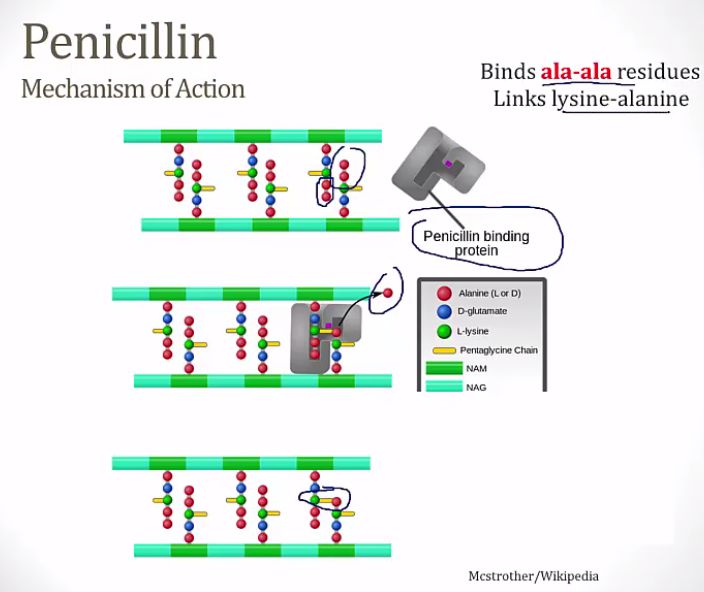 Penicillin
Mechanism of Action
Binds ala-ala residues
Links lysine-alanine
Penicillin binding
protein
Alanine (L or D)
D-glutamate
L-lysine
Pentaglycine Chain
NAM
NAG
Mcstrother/Wikipedia